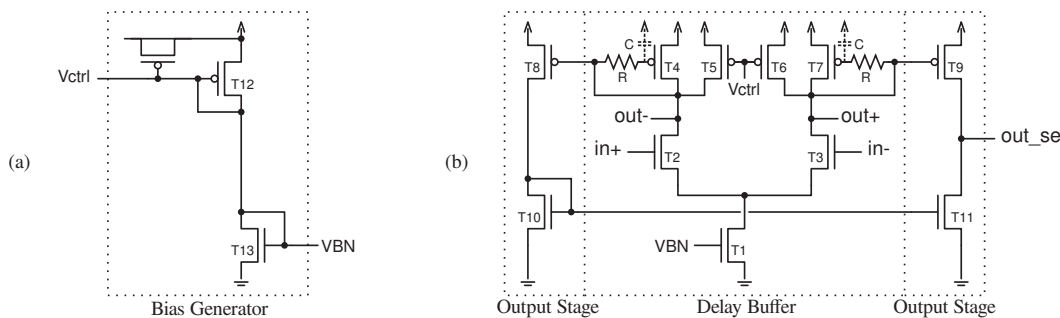 (a)
Vctrl
T12
T13
VBN
Bias Generator
(b)
T8
C
R
T4
T5
T6
Vctrl
T7
C
R
T9
out-
out+
in+
T2
T3
in-
out_se
T10
VBN
T1
T11
Output Stage
Delay Buffer
Output Stage